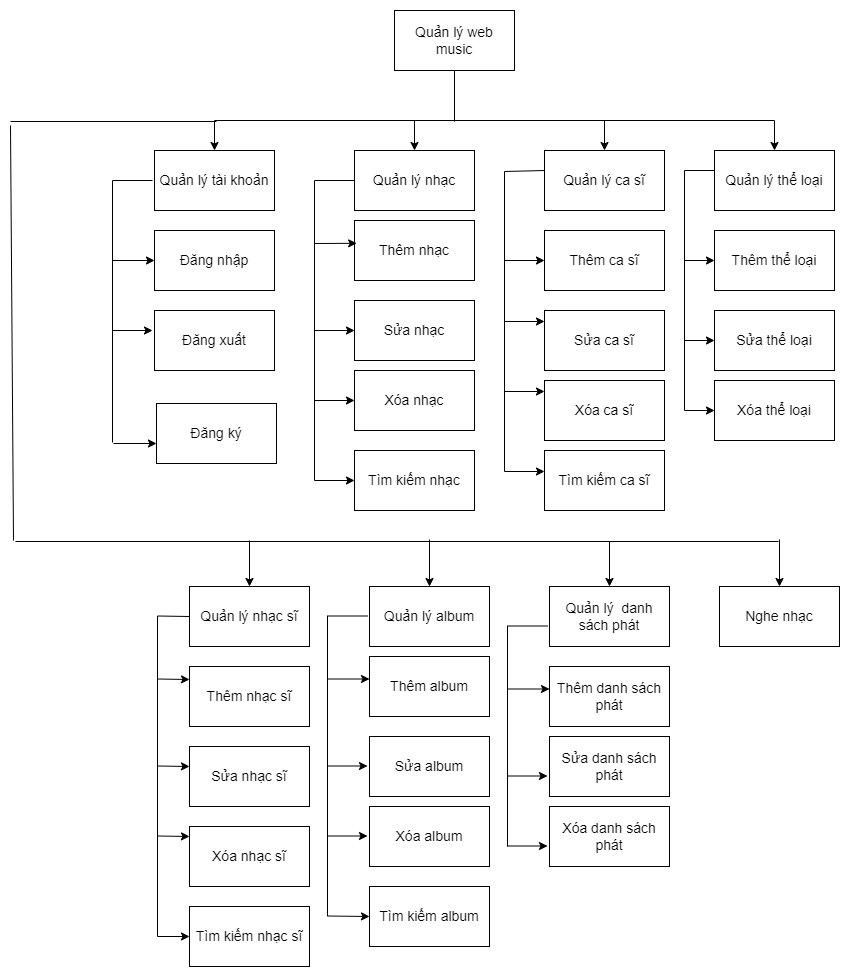 Quản lý web
music
Quản lý tài khoản
Đăng nhập
Đăng xuất
Đăng ký
Quản lý nhạc
Thêm nhạc
Sửa nhạc
Xóa nhạc
Tìm kiếm nhạc
Quản lý ca sĩ
Thêm ca sĩ
Sửa ca sĩ
Xóa ca sĩ
Tìm kiếm ca sĩ
Quản lý thể loại
Thêm thể loại
Sửa thể loại
Xóa thể loại
Quản lý nhạc sĩ
Thêm nhạc sĩ
Sửa nhạc sĩ
Xóa nhạc sĩ
Tìm kiếm nhạc sĩ
Quản lý album
Thêm album
Sửa album
Xóa album
Tìm kiếm album
Quản lý danh
sách phát
Thêm danh sách
phát
Sửa danh sách
phát
Xóa danh sách
phát
Nghe nhạc